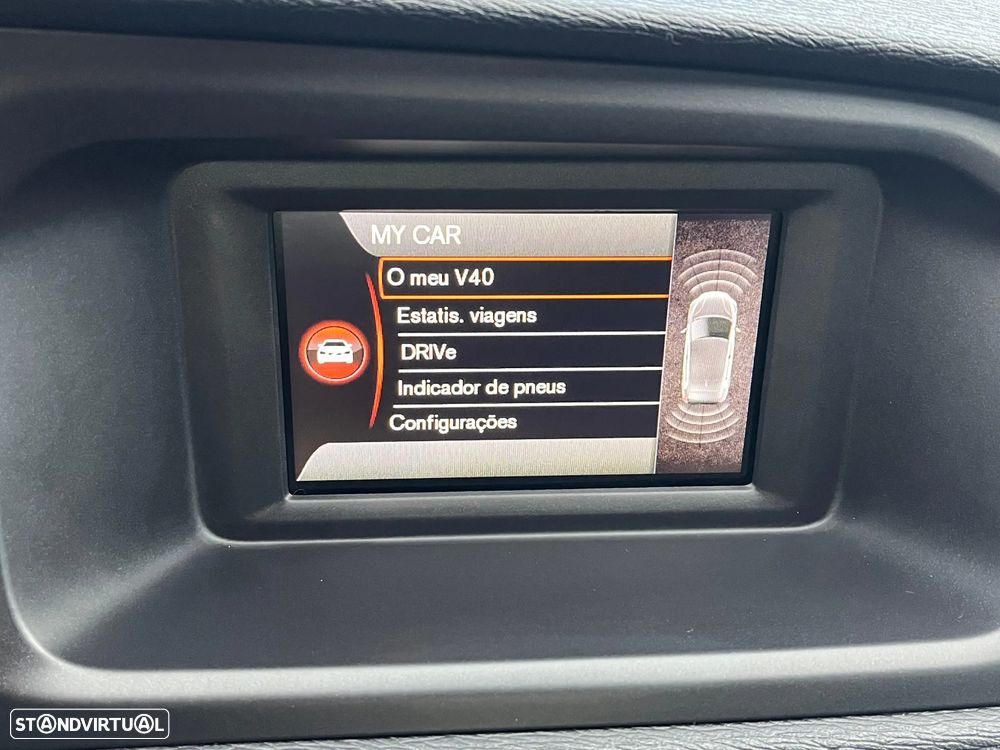 MY CAR
O meu V40
Estatis. viagens
DRIVe
Indicador de pneus
Configurações
STANDVIRTUAL